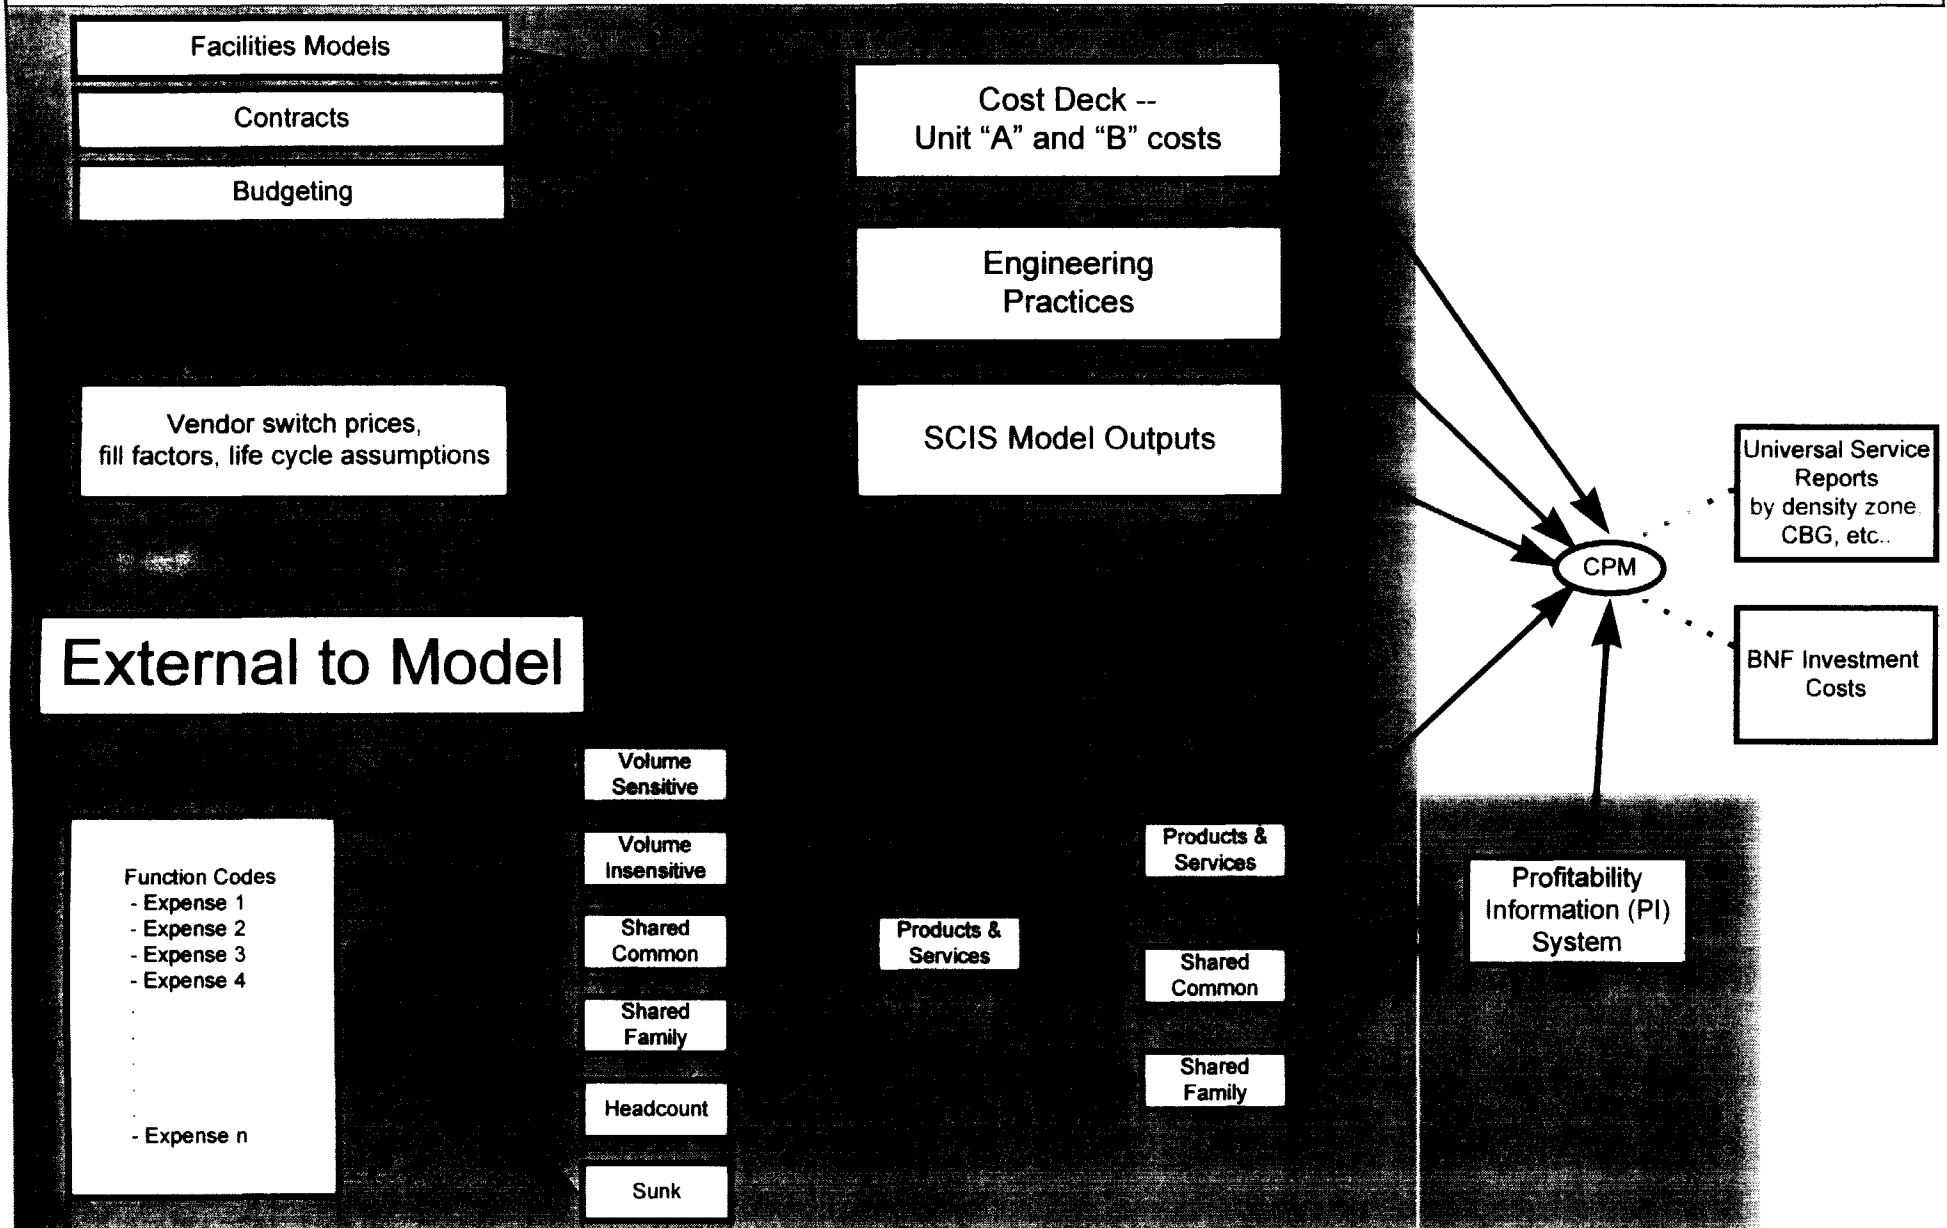 Facilities Models
Contracts
Budgeting
Cost Deck --
Unit “A” and “B” costs
Engineering
Practices
Vendor switch prices,
fill factors, life cycle assumptions
SCIS Model Outputs
Universal Service
Reports
by density zone,
CBG, etc..
CPM
BNF Investment
Costs
External to Model
Function Codes
- Expense 1
- Expense 2
- Expense 3
- Expense 4
.
.
.
.
.
- Expense n
Volume
Sensitive
Volume
Insensitive
Shared
Common
Shared
Family
Headcount
Sunk
Products &
Services
Products &
Services
Shared
Common
Shared
Family
Profitability
Information (PI)
System